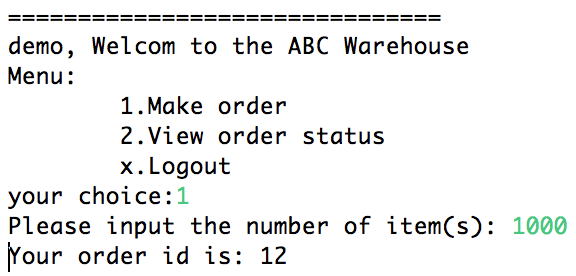 ===============================
demo, Welcom to the ABC Warehouse
Menu:
1.Make order
2.View order status
x.Logout
your choice:1
Please input the number of item(s): 1000
Your order id is: 12